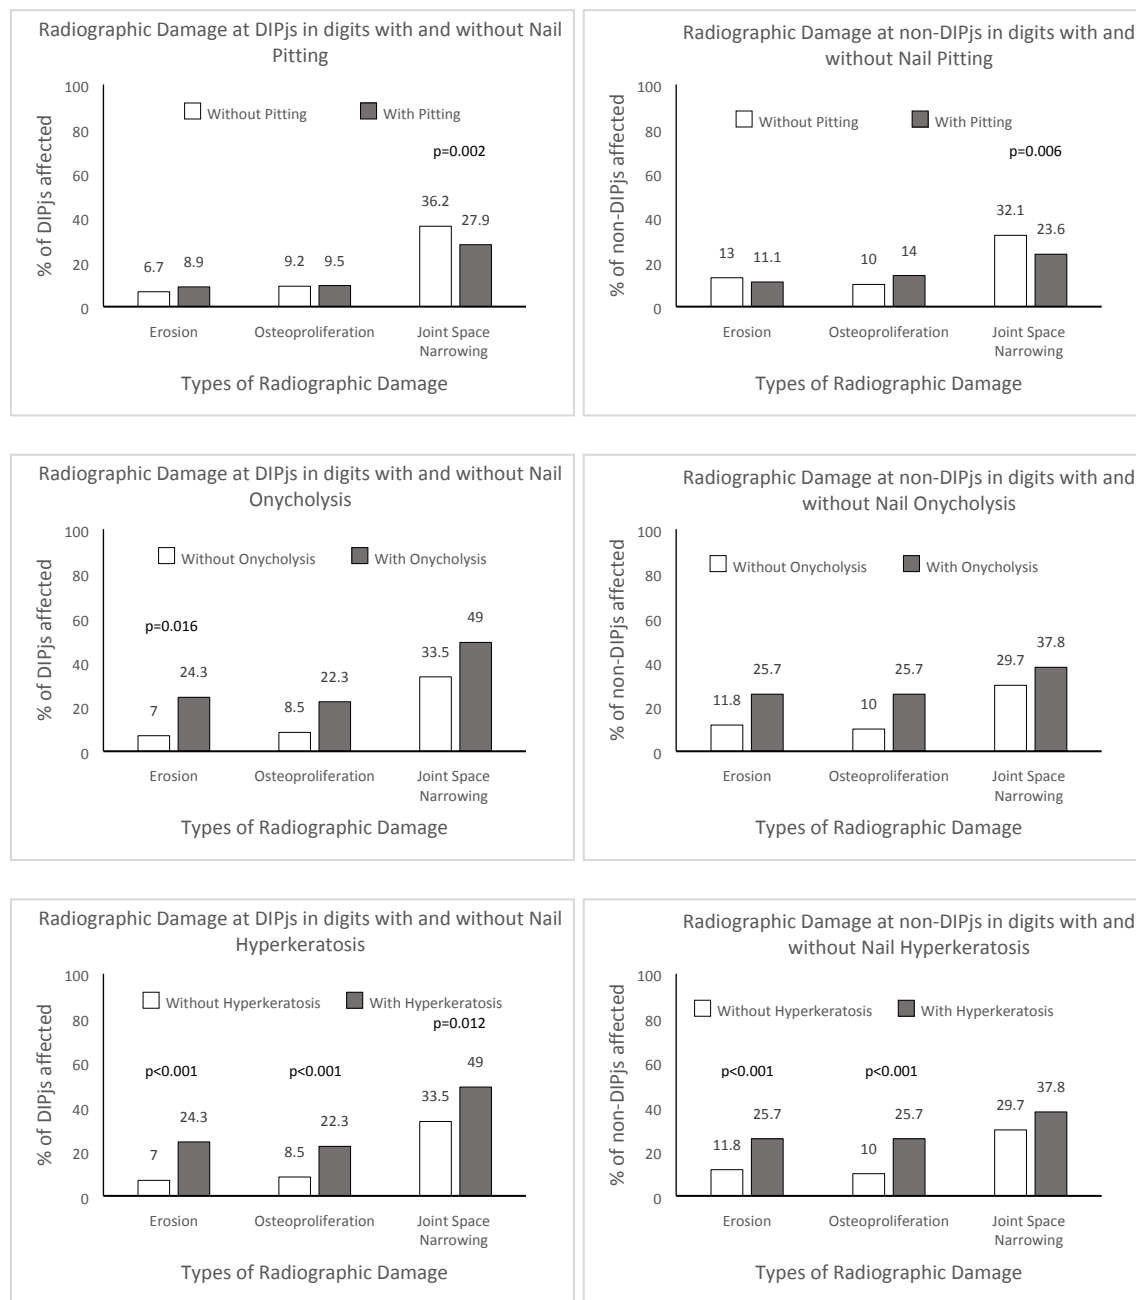 Radiographic Damage at DIPjs in digits with and without Nail
Pitting
100
80
60
40
20
0
% of DIPjs affected
Without Pitting
With Pitting
p=0.002
6.7
8.9
9.2
9.5
36.2
27.9
Erosion
Osteoproliferation
Joint Space
Narrowing
Types of Radiographic Damage
Radiographic Damage at non-DIPjs in digits with and
without Nail Pitting
100
80
60
40
20
0
% of non-DIPjs affected
Without Pitting
With Pitting
p=0.006
13
11.1
10
14
32.1
23.6
Erosion
Osteoproliferation
Joint Space
Narrowing
Types of Radiographic Damage
Radiographic Damage at DIPjs in digits with and without Nail
Onycholysis
100
80
60
40
20
0
% of DIPjs affected
Without Onycholysis
With Onycholysis
p=0.016
7
24.3
8.5
22.3
33.5
49
Erosion
Osteoproliferation
Joint Space
Narrowing
Types of Radiographic Damage
Radiographic Damage at non-DIPjs in digits with and
without Nail Onycholysis
100
80
60
40
20
0
% of non-DIPjs affected
Without Onycholysis
With Onycholysis
11.8
25.7
10
25.7
29.7
37.8
Erosion
Osteoproliferation
Joint Space
Narrowing
Types of Radiographic Damage
Radiographic Damage at DIPjs in digits with and without Nail
Hyperkeratosis
100
80
60
40
20
0
% of DIPjs affected
Without Hyperkeratosis
With Hyperkeratosis
p=0.012
p<0.001
p<0.001
7
24.3
8.5
22.3
33.5
49
Erosion
Osteoproliferation
Joint Space
Narrowing
Types of Radiographic Damage
Radiographic Damage at non-DIPjs in digits with and
without Nail Hyperkeratosis
100
80
60
40
20
0
% of non-DIPjs affected
Without Hyperkeratosis
With Hyperkeratosis
p<0.001
p<0.001
11.8
25.7
10
25.7
29.7
37.8
Erosion
Osteoproliferation
Joint Space
Narrowing
Types of Radiographic Damage